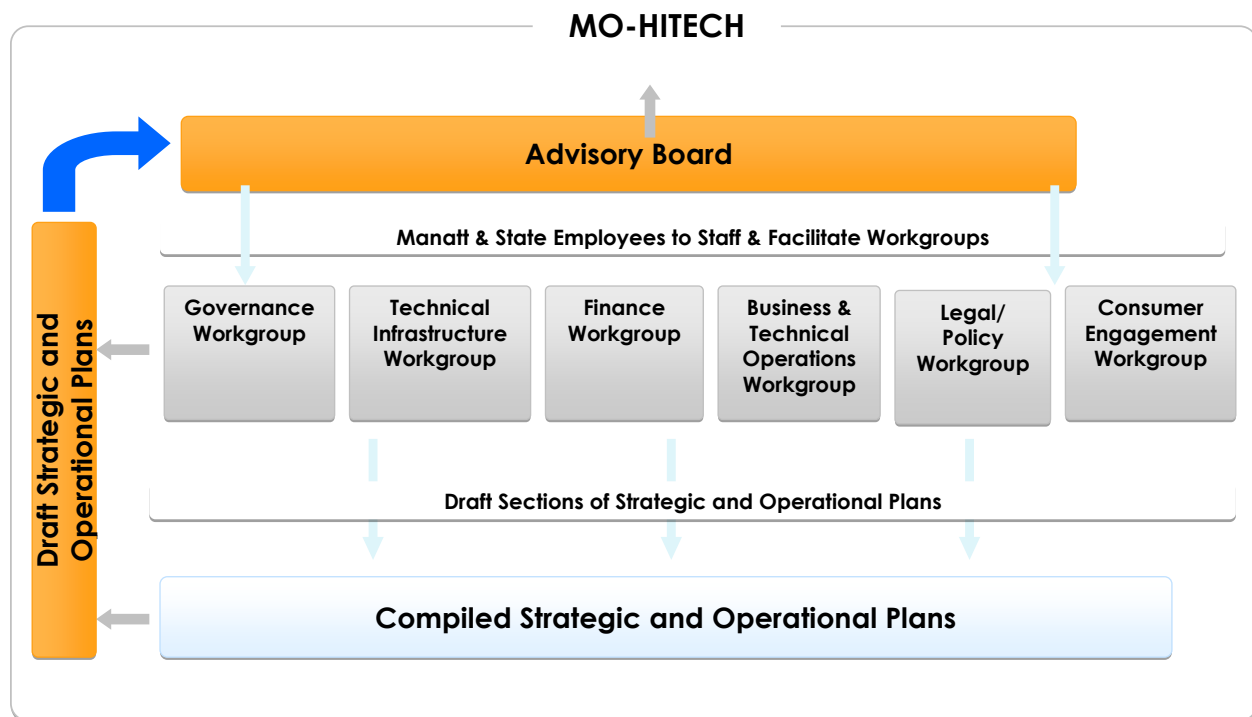 MO-HITECH
Advisory Board
Manatt & State Employees to Staff & Facilitate Workgroups
Governance
Workgroup
Technical
Infrastructure
Workgroup
Finance
Workgroup
Business &
Technical
Operations
Workgroup
Legal/
Policy
Workgroup
Consumer
Engagement
Workgroup
Draft Strategic and
Operational Plans
Draft Sections of Strategic and Operational Plans
Compiled Strategic and Operational Plans